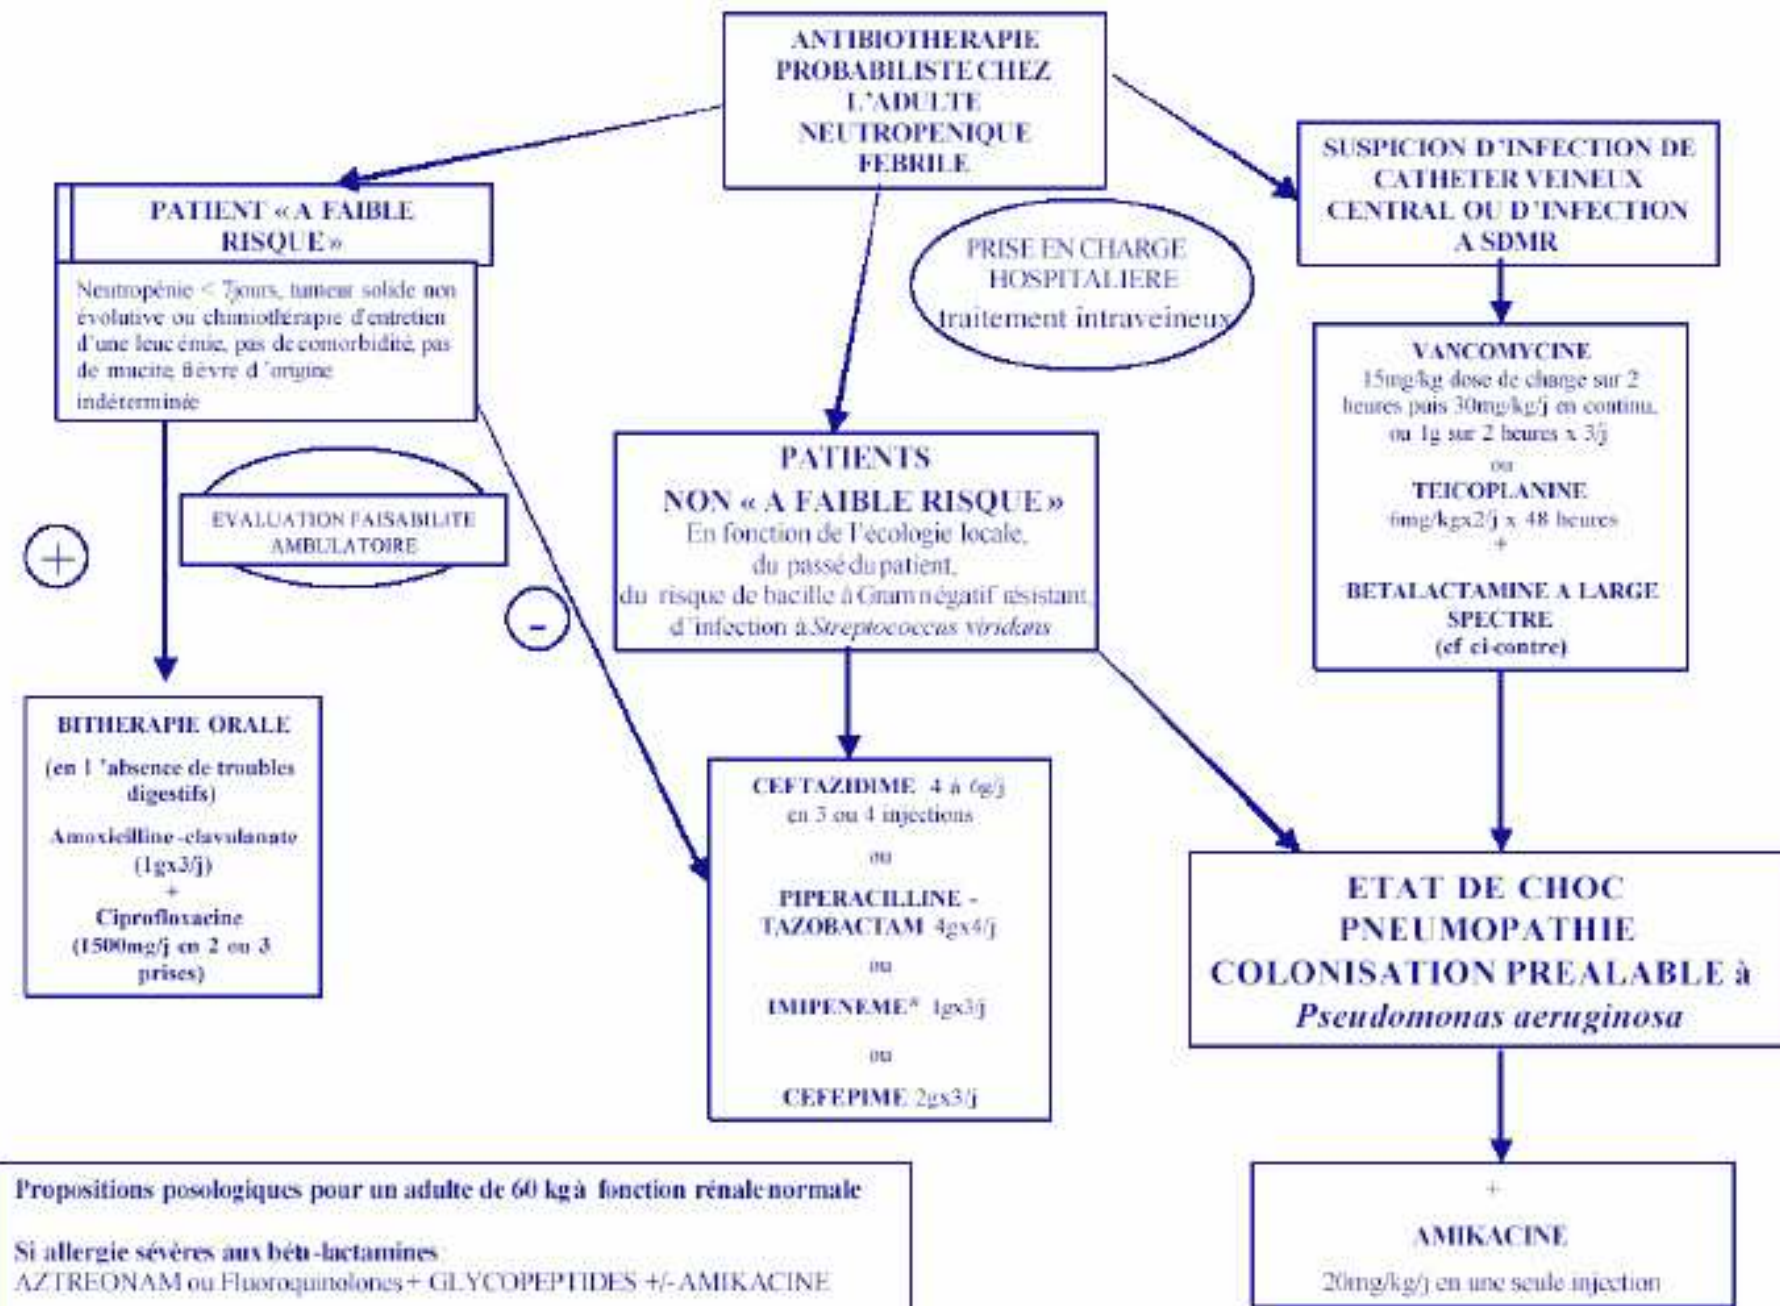 ANTIBIOTHERAPIE
PROBABILISTE CHEZ
L'ADULTE
NEUTROPENIQUE
FEBRILE
PATIENT « A FAIBLE
RISQUE »
Neutropénie < 7jours, tumeur solide non
évolutive ou chimiothérapie d'entretien
d'une leucémie, pas de comorbidité, pas
de mucite, fièvre d'origine
indéterminée
PRISE EN CHARGE
HOSPITALIERE
traitement intraveineux
SUSPICION D'INFECTION DE
CATHETER VEINEUX
CENTRAL OU D'INFECTION
A SDMR
VANCOMYCINE
15mg/kg dose de charge sur 2
heures puis 30mg/kg/j en continu,
ou 1g sur 2 heures x 3/j
ou
TEICOPLANINE
6mg/kgx2/j x 48 heures
+
BETALACTAMINE A LARGE
SPECTRE
(cf ci-contre)
EVALUATION FAISABILITE
AMBULATOIRE
+
-
PATIENTS
NON « A FAIBLE RISQUE »
En fonction de l'écologie locale,
du passé du patient,
du risque de bacille à Gram négatif résistant,
d'infection à Streptococcus viridans
BITHERAPIE ORALE
(en l'absence de troubles
digestifs)
Amoxicilline-clavulanate
(1gx3/j)
+
Ciprofloxacine
(1500mg/j en 2 ou 3
prises)
CEFTAZIDIME 4 à 6g/j
en 3 ou 4 injections
ou
PIPERACILLINE -
TAZOBACTAM 4gx4/j
ou
IMIPENEME* 1gx3/j
ou
CEFEPIME 2gx3/j
ETAT DE CHOC
PNEUMOPATHIE
COLONISATION PREALABLE à
Pseudomonas aeruginosa
+
AMIKACINE
20mg/kg/j en une seule injection
Propositions posologiques pour un adulte de 60 kg à fonction rénale normale
Si allergie sévères aux béta-lactamines
AZTREONAM ou Fluoroquinolones + GLYCOPEPTIDES +/- AMIKACINE